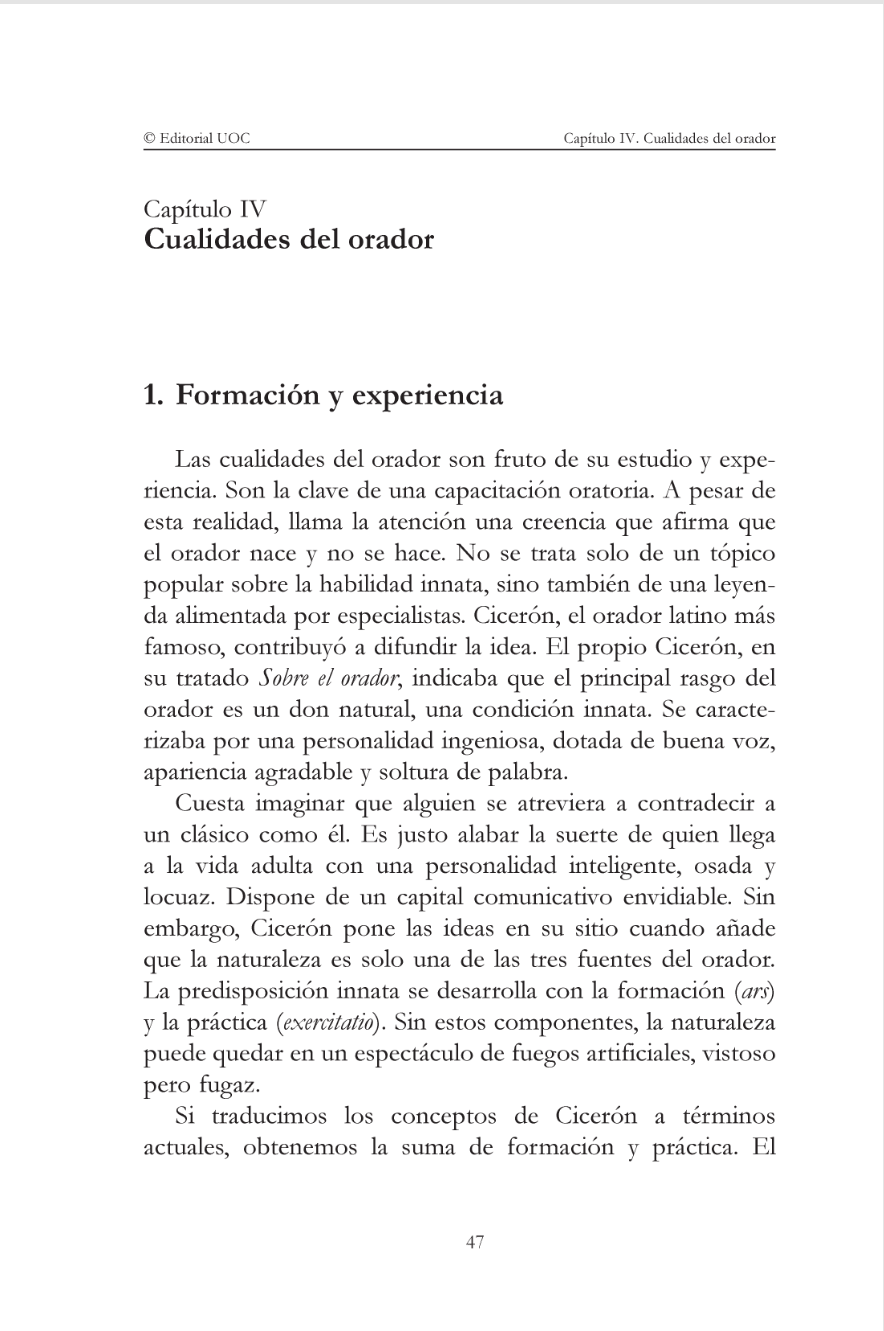 © Editorial UOC
Capítulo IV. Cualidades del orador
Capítulo IV
Cualidades del orador
1. Formación y experiencia
Las cualidades del orador son fruto de su estudio y expe-
riencia. Son la clave de una capacitación oratoria. A pesar de
esta realidad, llama la atención una creencia que afirma que
el orador nace y no se hace. No se trata solo de un tópico
popular sobre la habilidad innata, sino también de una leyen-
da alimentada por especialistas. Cicerón, el orador latino más
famoso, contribuyó a difundir la idea. El propio Cicerón, en
su tratado Sobre el orador, indicaba que el principal rasgo del
orador es un don natural, una condición innata. Se caracte-
rizaba por una personalidad ingeniosa, dotada de buena voz,
apariencia agradable y soltura de palabra.
Cuesta imaginar que alguien se atreviera a contradecir a
un clásico como él. Es justo alabar la suerte de quien llega
a la vida adulta con una personalidad inteligente, osada y
locuaz. Dispone de un capital comunicativo envidiable. Sin
embargo, Cicerón pone las ideas en su sitio cuando añade
que la naturaleza es solo una de las tres fuentes del orador.
La predisposición innata se desarrolla con la formación (ars)
y la práctica (exercitatio). Sin estos componentes, la naturaleza
puede quedar en un espectáculo de fuegos artificiales, vistoso
pero fugaz.
Si traducimos los conceptos de Cicerón a términos
actuales, obtenemos la suma de formación y práctica. El
47